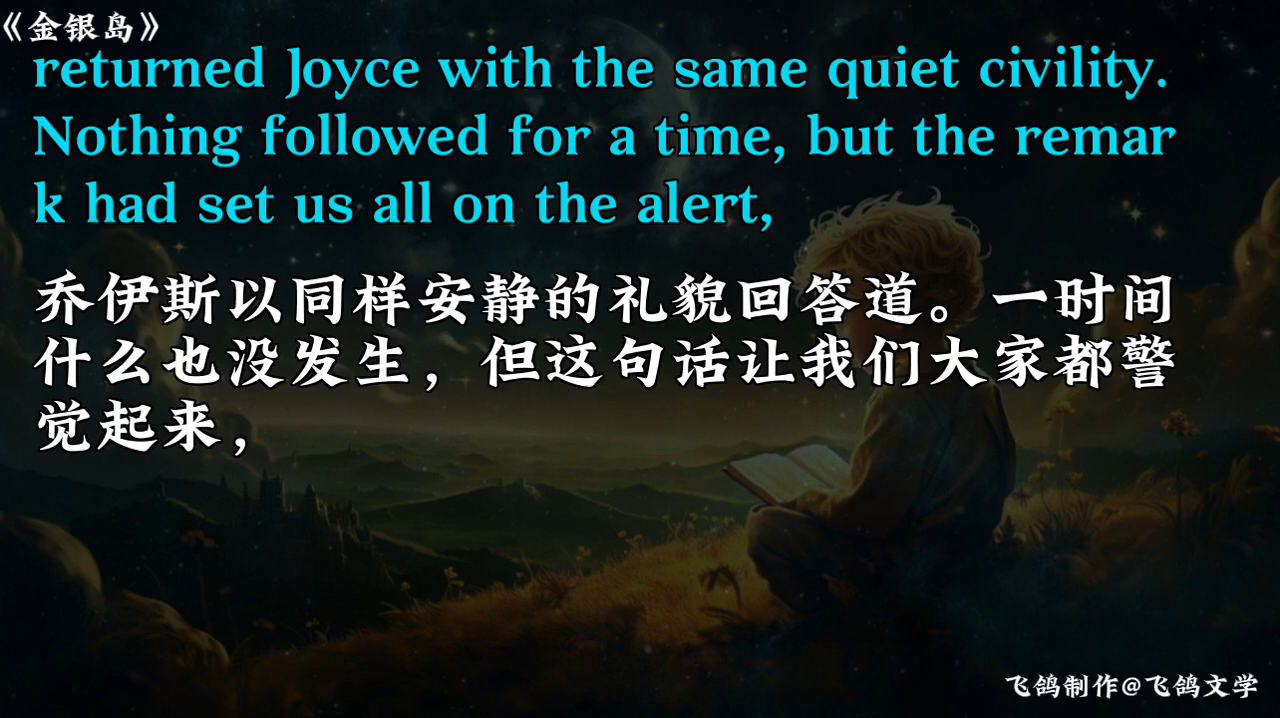 《金银岛》
returned Joyce with the same quiet civility.
Nothing followed for a time, but the remar
k had set us all on the alert,
乔伊斯以同样安静的礼貌回答道。一时间
什么也没发生，但这句话让我们大家都警
觉起来，
飞鸽制作@飞鸽文学